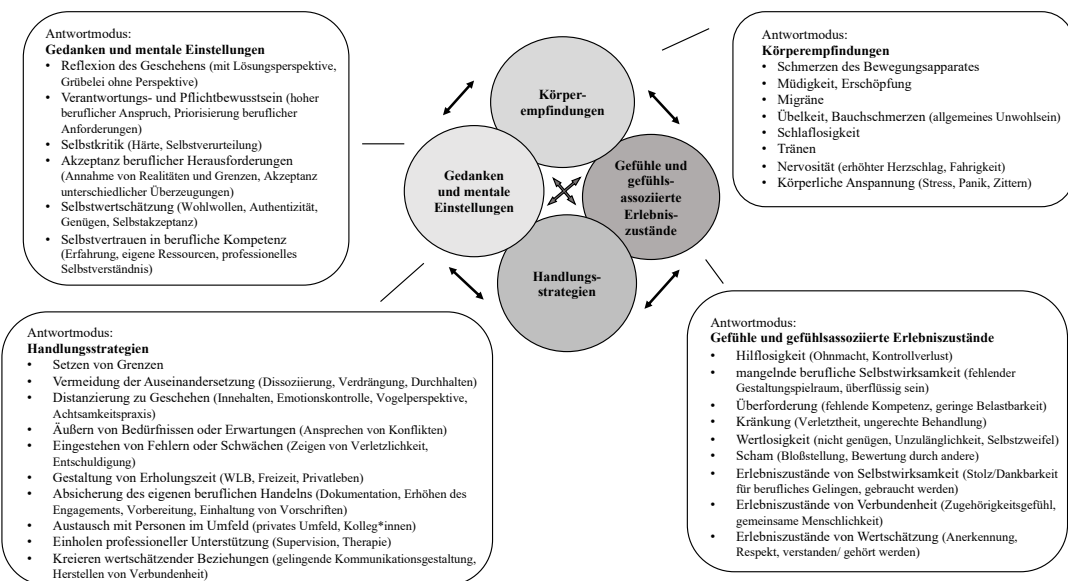 Antwortmodus:
Gedanken und mentale Einstellungen
• Reflexion des Geschehens (mit Lösungsperspektive,
Grübelei ohne Perspektive)
• Verantwortungs- und Pflichtbewusstsein (hoher
beruflicher Anspruch, Priorisierung beruflicher
Anforderungen)
• Selbstkritik (Härte, Selbstverurteilung)
• Akzeptanz beruflicher Herausforderungen
(Annahme von Realitäten und Grenzen, Akzeptanz
unterschiedlicher Überzeugungen)
• Selbstwertschätzung (Wohlwollen, Authentizität,
Genügen, Selbstakzeptanz)
• Selbstvertrauen in berufliche Kompetenz
(Erfahrung, eigene Ressourcen, professionelles
Selbstverständnis)
Körper-
empfindungen
Gedanken
und mentale
Einstellungen
Gefühle und
gefühls-
assoziierte
Erlebnis-
zustände
Handlungs-
strategien
Antwortmodus:
Körperempfindungen
• Schmerzen des Bewegungsapparates
• Müdigkeit, Erschöpfung
• Migräne
• Übelkeit, Bauchschmerzen (allgemeines Unwohlsein)
• Schlaflosigkeit
• Tränen
• Nervosität (erhöhter Herzschlag, Fahrigkeit)
• Körperliche Anspannung (Stress, Panik, Zittern)
Antwortmodus:
Handlungsstrategien
• Setzen von Grenzen
• Vermeidung der Auseinandersetzung (Dissoziierung, Verdrängung, Durchhalten)
• Distanzierung zu Geschehen (Innehalten, Emotionskontrolle, Vogelperspektive,
Achtsamkeitspraxis)
• Äußern von Bedürfnissen oder Erwartungen (Ansprechen von Konflikten)
• Eingestehen von Fehlern oder Schwächen (Zeigen von Verletzlichkeit,
Entschuldigung)
• Gestaltung von Erholungszeit (WLB, Freizeit, Privatleben)
• Absicherung des eigenen beruflichen Handelns (Dokumentation, Erhöhen des
Engagements, Vorbereitung, Einhaltung von Vorschriften)
• Austausch mit Personen im Umfeld (privates Umfeld, Kolleg*innen)
• Einholen professioneller Unterstützung (Supervision, Therapie)
• Kreieren wertschätzender Beziehungen (gelingende Kommunikationsgestaltung,
Herstellen von Verbundenheit)
Antwortmodus:
Gefühle und gefühlsassoziierte Erlebniszustände
• Hilflosigkeit (Ohnmacht, Kontrollverlust)
• mangelnde berufliche Selbstwirksamkeit (fehlender
Gestaltungspielraum, überflüssig sein)
• Überforderung (fehlende Kompetenz, geringe Belastbarkeit)
• Kränkung (Verletztheit, ungerechte Behandlung)
• Wertlosigkeit (nicht genügen, Unzulänglichkeit, Selbstzweifel)
• Scham (Bloßstellung, Bewertung durch andere)
• Erlebniszustände von Selbstwirksamkeit (Stolz/Dankbarkeit
für berufliches Gelingen, gebraucht werden)
• Erlebniszustände von Verbundenheit (Zugehörigkeitsgefühl,
gemeinsame Menschlichkeit)
• Erlebniszustände von Wertschätzung (Anerkennung,
Respekt, verstanden/ gehört werden)